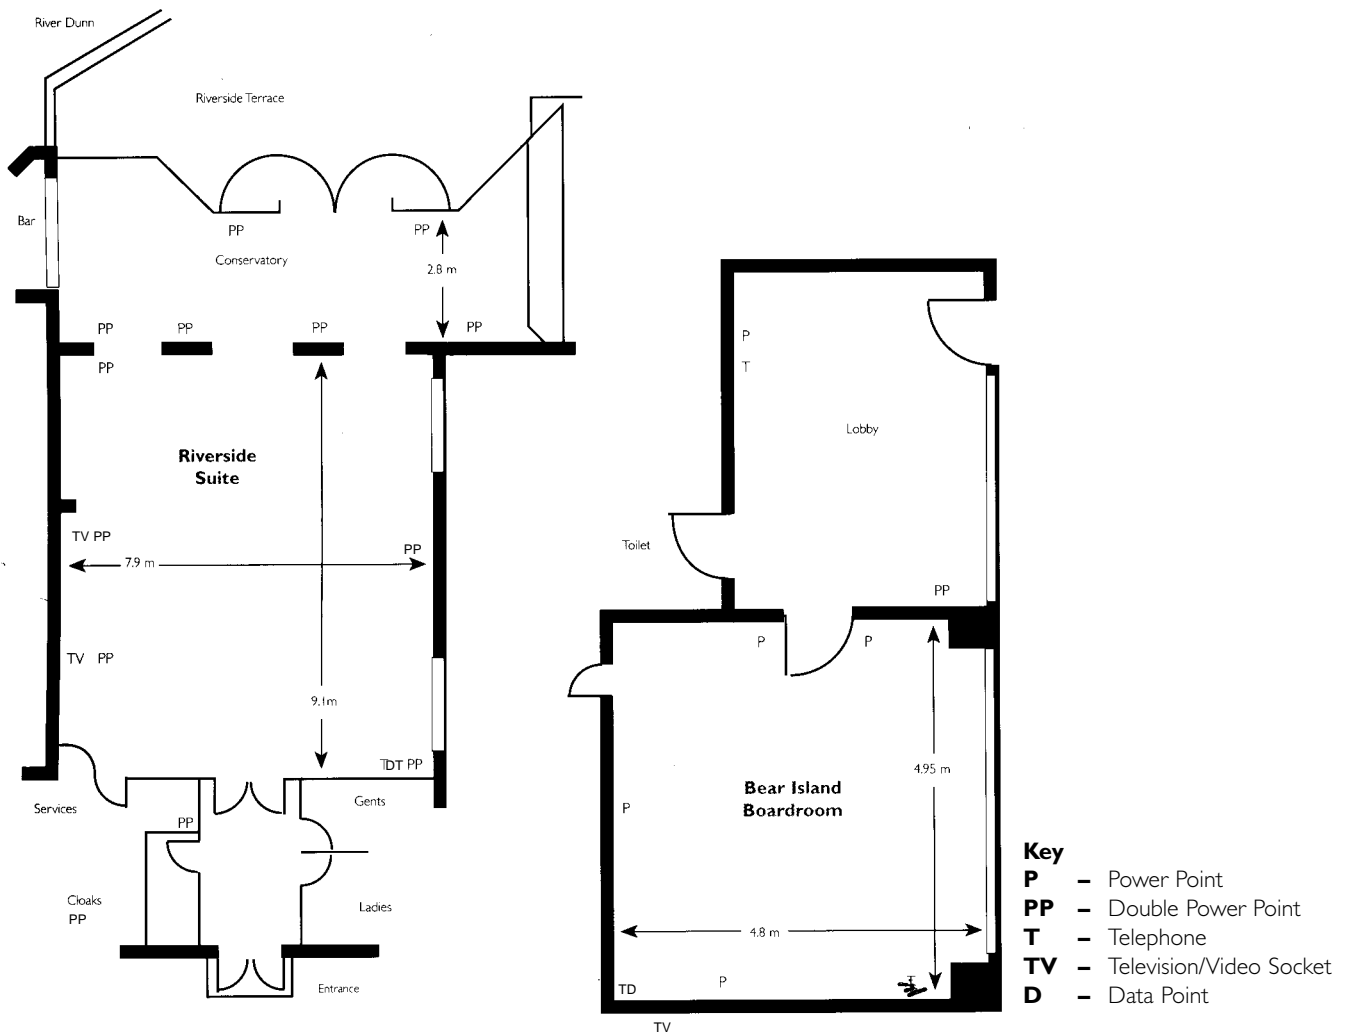 River Dunn
Riverside Terrace
Bar
PP
PP
Conservatory
2.8 m
PP
PP
PP
PP
PP
Riverside
Suite
TV PP
PP
7.9 m
TV PP
9.1m
TDT PP
Services
Gents
PP
Cloaks
PP
Ladies
Entrance
P
T
Lobby
Toilet
PP
P
P
4.95 m
Bear Island
Boardroom
P
4.8 m
P
TD
TV
Key
P – Power Point
PP – Double Power Point
T – Telephone
TV – Television/Video Socket
D – Data Point